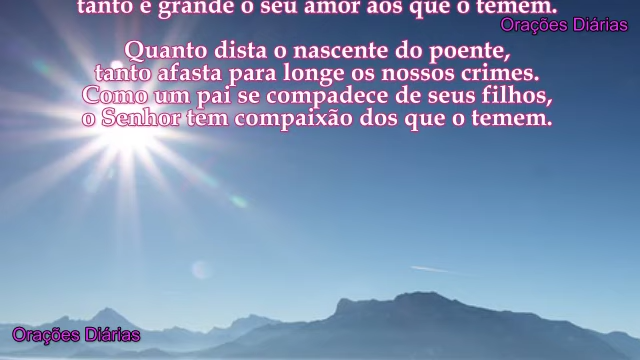 tanto é grande o seu amor aos que o temem.
Orações Diárias
Quanto dista o nascente do poente,
tanto afasta para longe os nossos crimes.
Como um pai se compadece de seus filhos,
o Senhor tem compaixão dos que o temem.
Orações Diárias